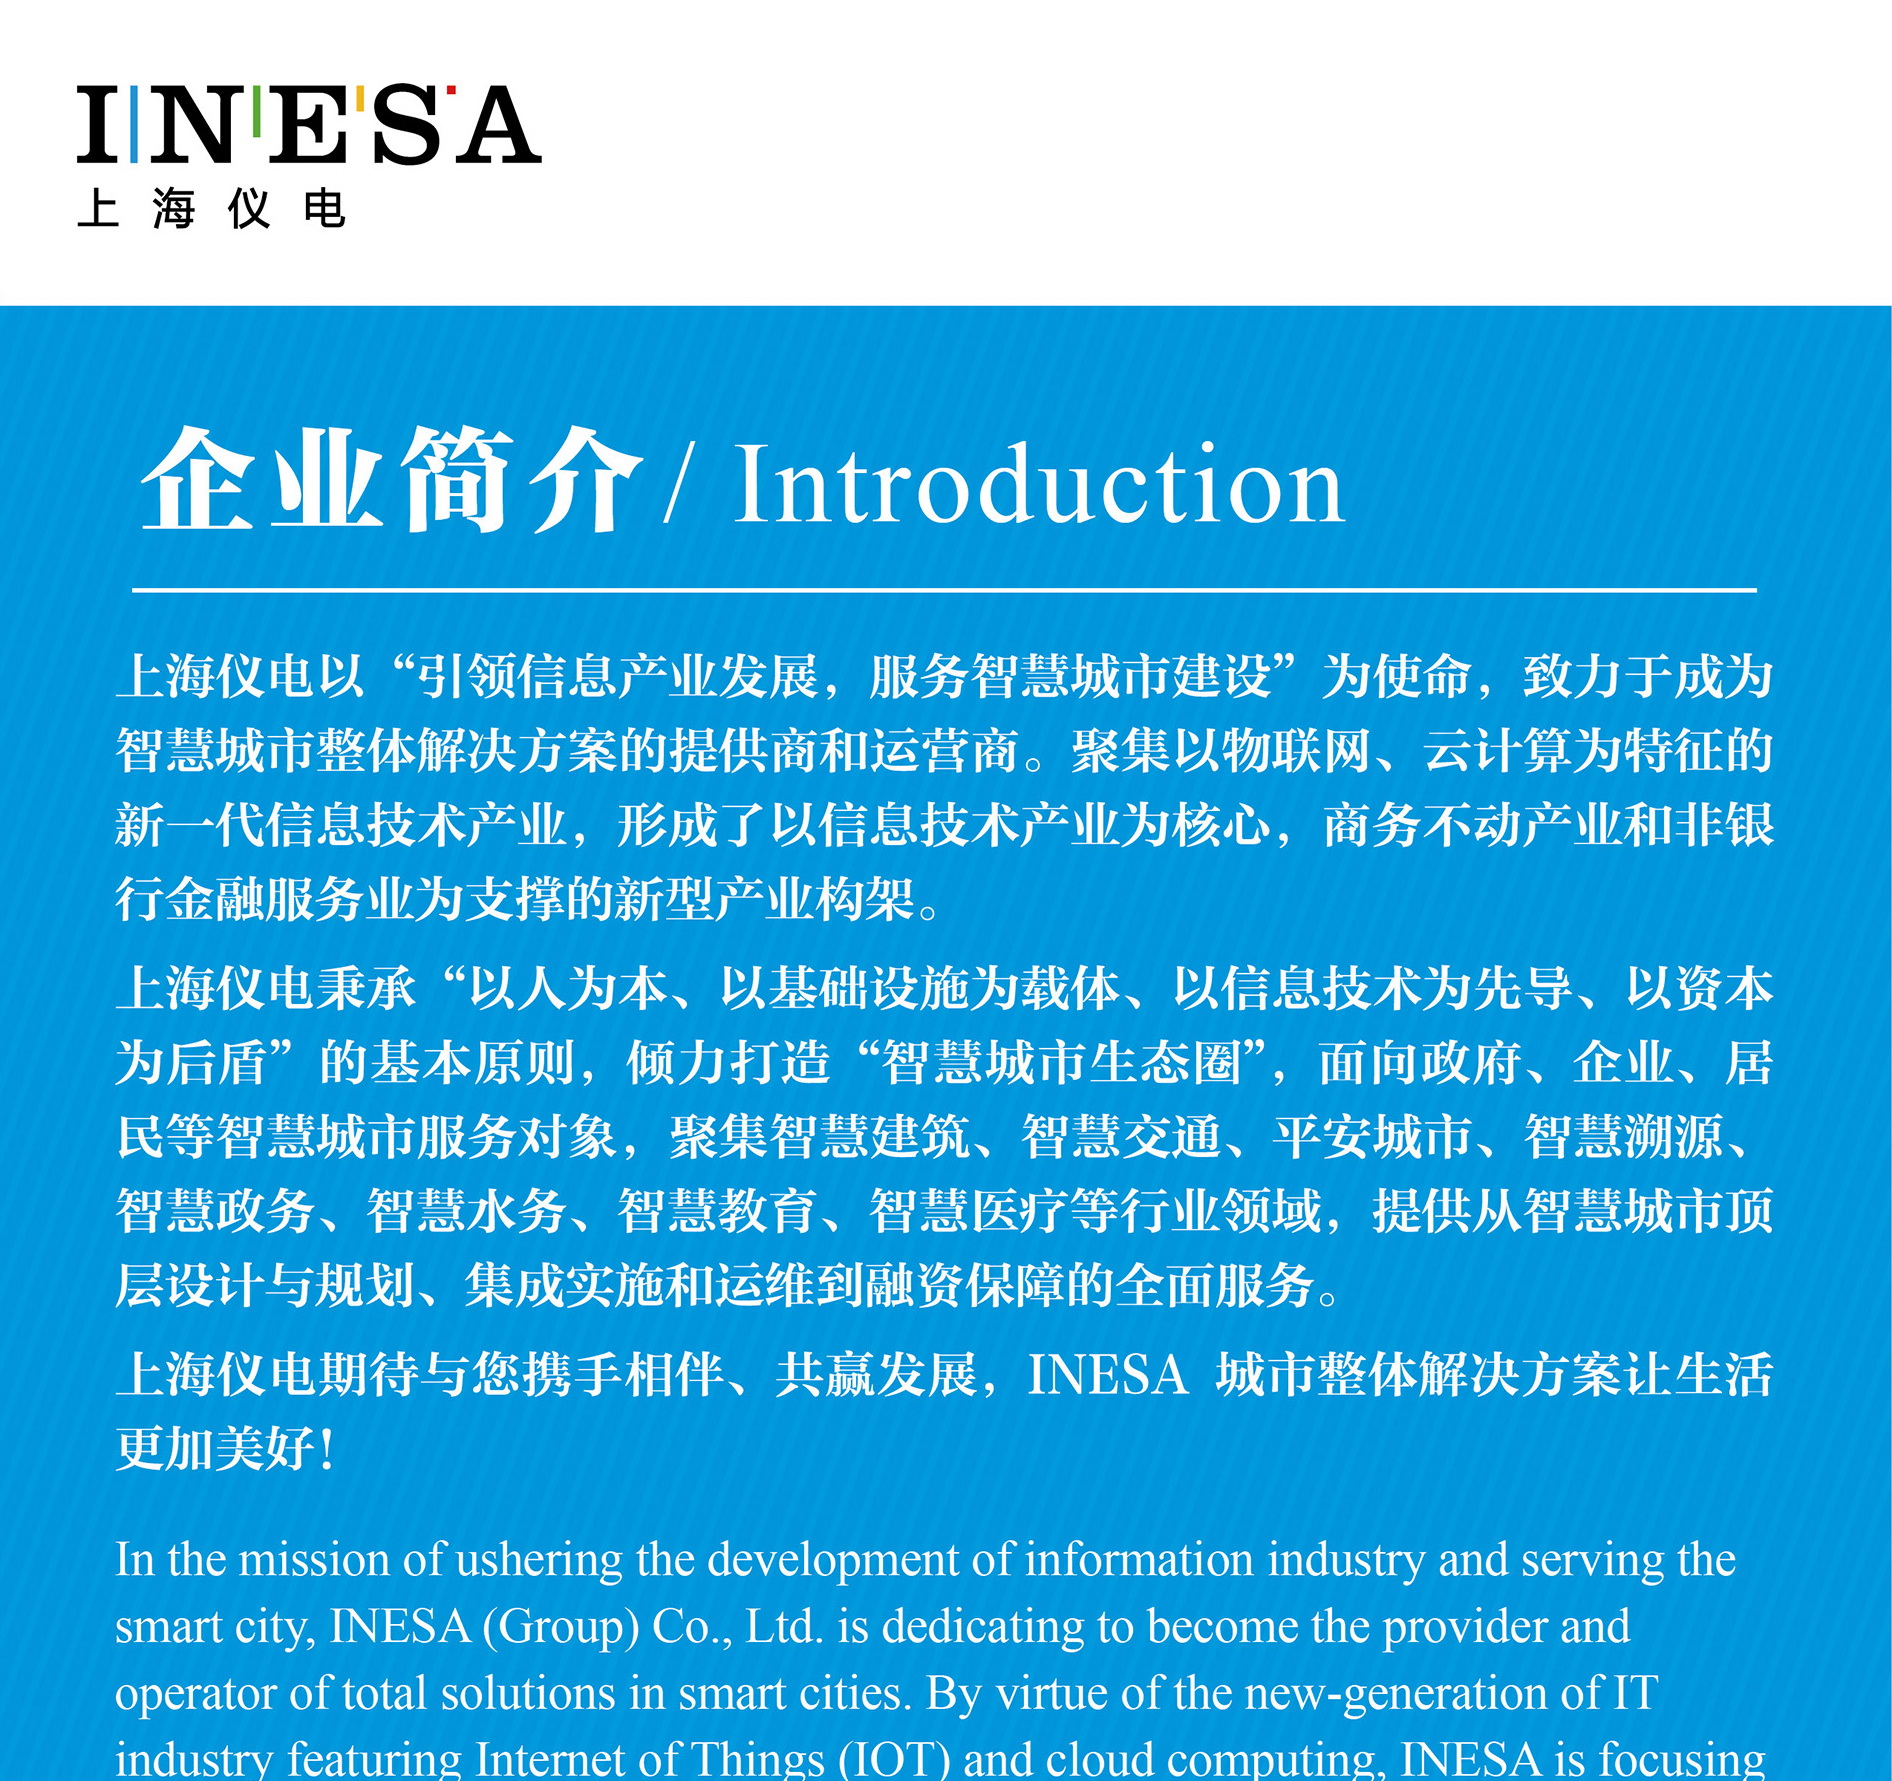 INESA
上海仪电
企业简介/ Introduction
上海仪电以“引领信息产业发展，服务智慧城市建设”为使命，致力于成为
智慧城市整体解决方案的提供商和运营商。聚集以物联网、云计算为特征的
新一代信息技术产业，形成了以信息技术产业为核心，商务不动产业和非银
行金融服务业为支撑的新型产业构架。
上海仪电秉承“以人为本、以基础设施为载体、以信息技术为先导、以资本
为后盾”的基本原则，倾力打造“智慧城市生态圈”，面向政府、企业、居
民等智慧城市服务对象，聚集智慧建筑、智慧交通、平安城市、智慧溯源、
智慧政务、智慧水务、智慧教育、智慧医疗等行业领域，提供从智慧城市顶
层设计与规划、集成实施和运维到融资保障的全面服务。
上海仪电期待与您携手相伴、共赢发展，INESA 城市整体解决方案让生活
更加美好！
In the mission of ushering the development of information industry and serving the
smart city, INESA (Group) Co., Ltd. is dedicating to become the provider and
operator of total solutions in smart cities. By virtue of the new-generation of IT
industry featuring Internet of Things (IOT) and cloud computing, INESA is focusing